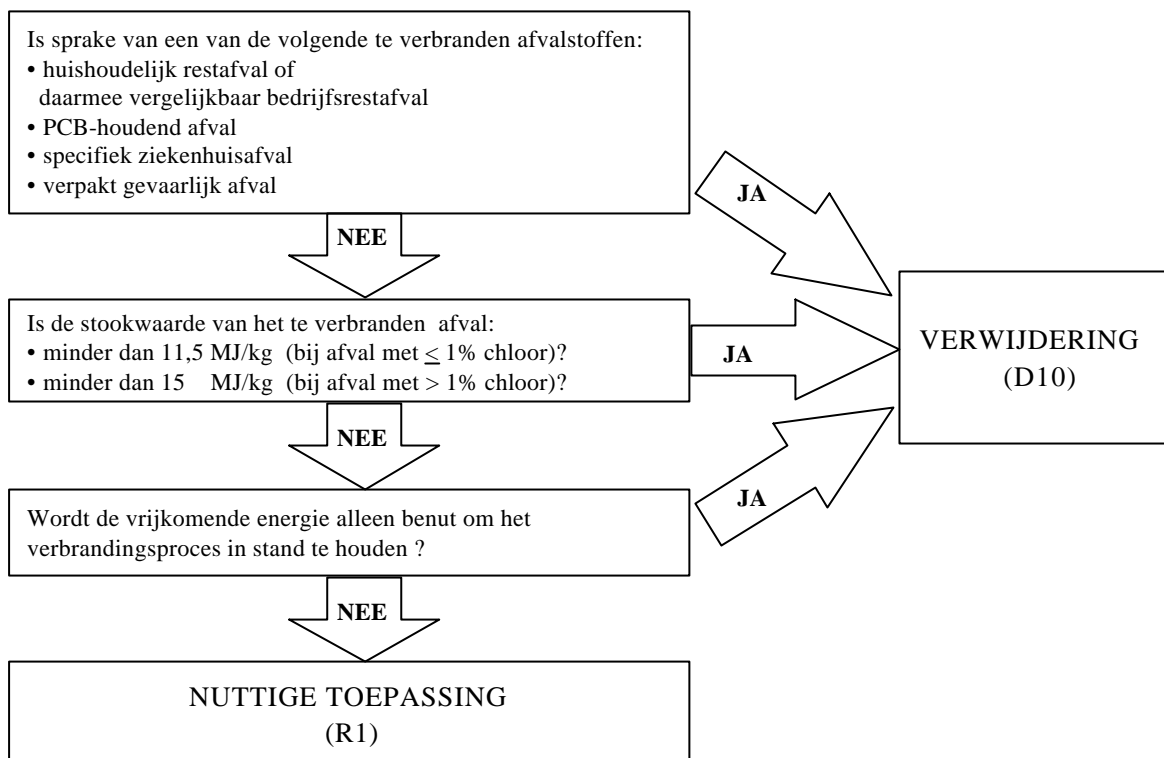 Is sprake van een van de volgende te verbranden afvalstoffen:
• huishoudelijk restafval of
daarmee vergelijkbaar bedrijfsrestafval
• PCB-houdend afval
• specifiek ziekenhuisafval
• verpakt gevaarlijk afval
JA
NEE
Is de stookwaarde van het te verbranden afval:
• minder dan 11,5 MJ/kg (bij afval met ≤ 1% chloor)?
• minder dan 15 MJ/kg (bij afval met > 1% chloor)?
JA
VERWIJDERING
(D10)
NEE
Wordt de vrijkomende energie alleen benut om het
verbrandingsproces in stand te houden ?
JA
NEE
NUTTIGE TOEPASSING
(R1)